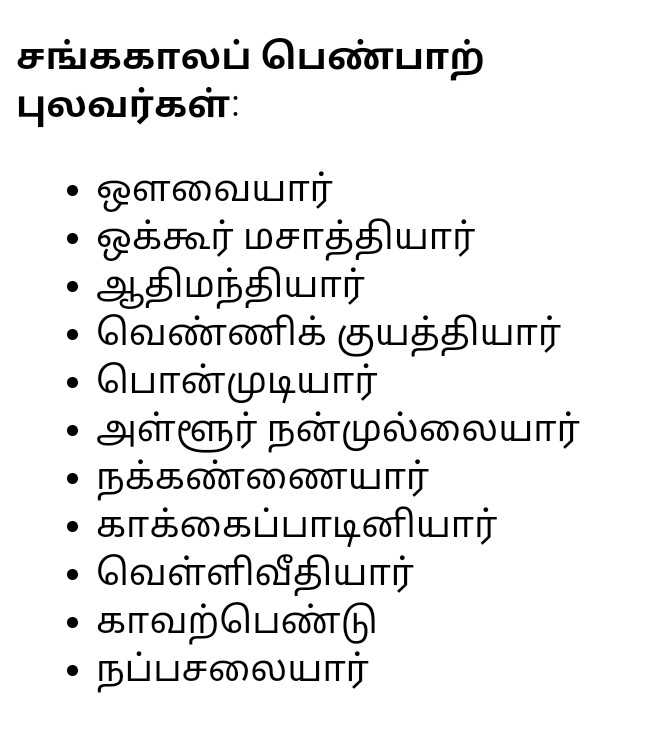 சங்ககாலப் பெண்பாற்
புலவர்கள்:
• ஔவையார்
• ஒக்கூர் மசாத்தியார்
• ஆதிமந்தியார்
• வெண்ணிக் குயத்தியார்
• பொன்முடியார்
• அள்ளூர் நன்முல்லையார்
• நக்கண்ணையார்
• காக்கைப்பாடினியார்
• வெள்ளிவீதியார்
• காவற்பெண்டு
• நப்பசலையார்